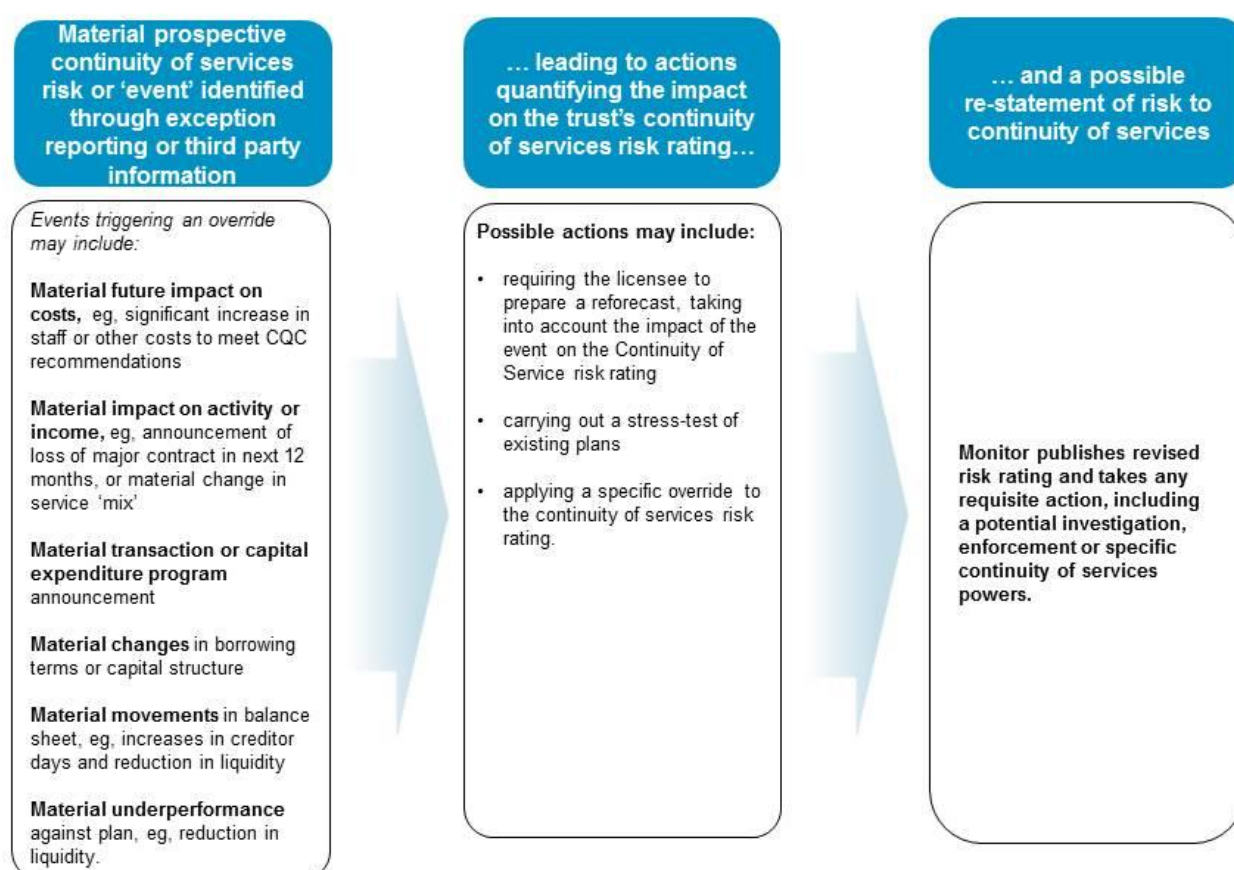 Material prospective
continuity of services
risk or ‘event’ identified
through exception
reporting or third party
information
Events triggering an override
may include:
Material future impact on
costs, eg, significant increase in
staff or other costs to meet CQC
recommendations
Material impact on activity or
income, eg, announcement of
loss of major contract in next 12
months, or material change in
service ‘mix’
Material transaction or capital
expenditure program
announcement
Material changes in borrowing
terms or capital structure
Material movements in balance
sheet, eg, increases in creditor
days and reduction in liquidity
Material underperformance
against plan, eg, reduction in
liquidity.
… leading to actions
quantifying the impact
on the trust’s continuity
of services risk rating…
Possible actions may include:
• requiring the licensee to
prepare a reforecast, taking
into account the impact of the
event on the Continuity of
Service risk rating
• carrying out a stress-test of
existing plans
• applying a specific override to
the continuity of services risk
rating.
… and a possible
re-statement of risk to
continuity of services
Monitor publishes revised
risk rating and takes any
requisite action, including
a potential investigation,
enforcement or specific
continuity of services
powers.